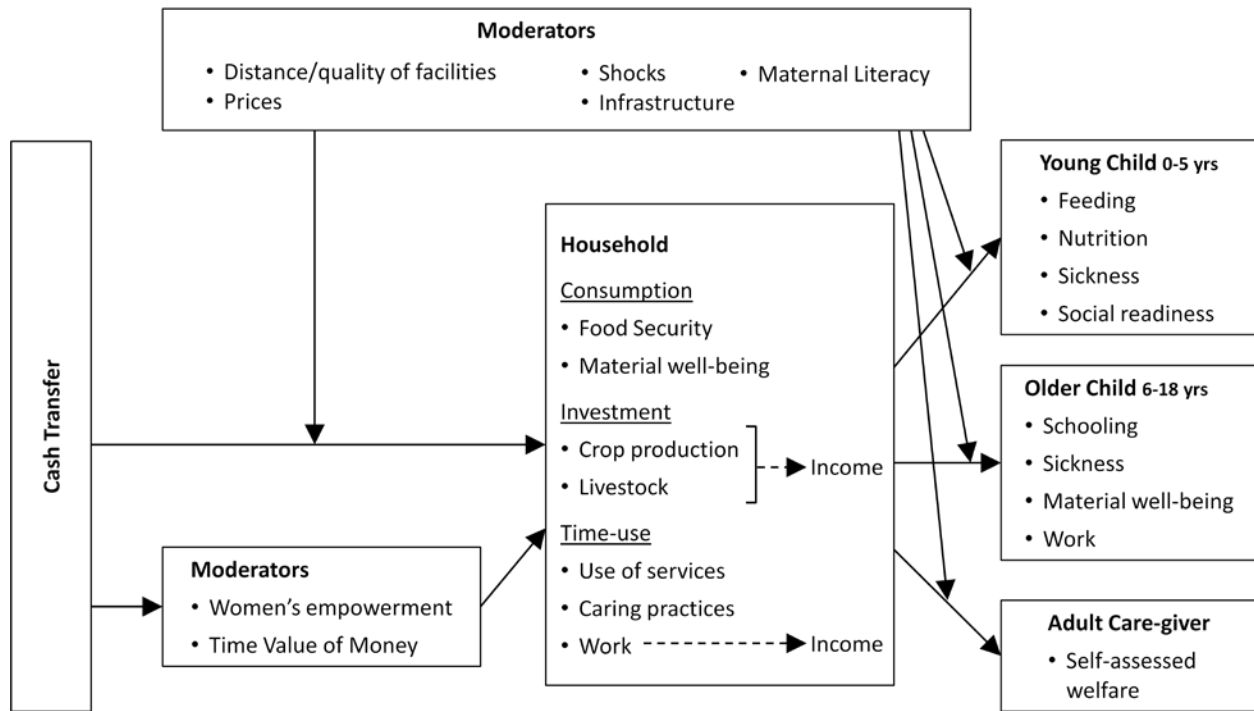 Moderators
• Distance/quality of facilities
• Prices
• Shocks
• Infrastructure
• Maternal Literacy
Cash Transfer
Moderators
• Women's empowerment
• Time Value of Money
Household
Consumption
• Food Security
• Material well-being
Investment
• Crop production
• Livestock
Income
Time-use
• Use of services
• Caring practices
• Work
Income
Young Child 0-5 yrs
• Feeding
• Nutrition
• Sickness
• Social readiness
Older Child 6-18 yrs
• Schooling
• Sickness
• Material well-being
• Work
Adult Care-giver
• Self-assessed
welfare